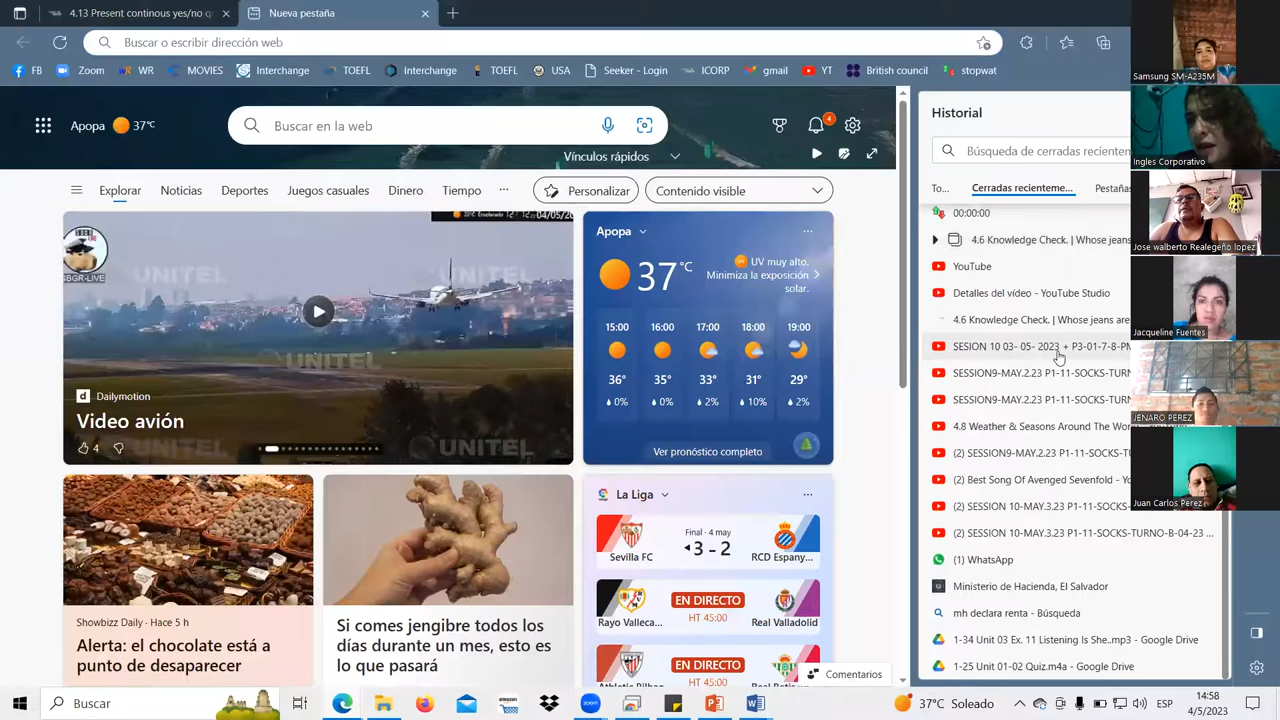 4.13 Present continous yes/no q
Nueva pestaña
Buscar o escribir dirección web
FB
Zoom
WR
MOVIES
Interchange
TOEFL
Interchange
TOEFL
USA
Seeker - Login
ICORP
gmail
YT
British council
stopwat
Apopa 37°C
Buscar en la web
4
Vínculos rápidos
Explorar
Noticias
Deportes
Juegos casuales
Dinero
Tiempo
Personalizar
Contenido visible
BGR-LIVE
UNITEL
UNITEL
UNITEL
UNITEL
Dailymotion
Video avión
4
Apopa
37°C
UV muy alto.
Minimiza la exposición
solar.
15:00 16:00 17:00 18:00 19:00
36° 35° 33° 31° 29°
0% 0% 2% 10% 2%
Ver pronóstico completo
Showbizz Daily · Hace 5 h
Alerta: el chocolate está a
punto de desaparecer
Si comes jengibre todos los
días durante un mes, esto es
lo que pasará
La Liga
Final · 4 may
3 - 2
Sevilla FC
RCD Espany...
EN DIRECTO
HT 45:00
Rayo Valleca...
Real Valladolid
EN DIRECTO
HT 45:00
Comentarios
Historial
Búsqueda de cerradas recientem
To...
Cerradas recienteme...
Pestañas
00:00:00
4.6 Knowledge Check. | Whose jeans
YouTube
Detalles del vídeo - YouTube Studio
4.6 Knowledge Check. | Whose jeans are
SESION 10 03- 05- 2023 + P3-01-7-8-PM
SESSION9-MAY.2.23 P1-11-SOCKS-TURN
SESSION9-MAY.2.23 P1-11-SOCKS-TURN
4.8 Weather & Seasons Around The Wor
(2) SESSION9-MAY.2.23 P1-11-SOCKS-TU
(2) Best Song Of Avenged Sevenfold - Yo
(2) SESSION 10-MAY.3.23 P1-11-SOCKS-
(2) SESSION 10-MAY.3.23 P1-11-SOCKS-TURNO-B-04-23 ...
(1) WhatsApp
Ministerio de Hacienda, El Salvador
mh declara renta - Búsqueda
1-34 Unit 03 Ex. 11 Listening Is She..mp3 - Google Drive
1-25 Unit 01-02 Quiz.m4a - Google Drive
Samsung SM-A235M
Ingles Corporativo
Jose walberto Realegeño lopez
Jacqueline Fuentes
JENARO PEREZ
Juan Carlos Perez
Buscar
amazon
zoom
37°C Soleado
ESP
14:58
4/5/2023